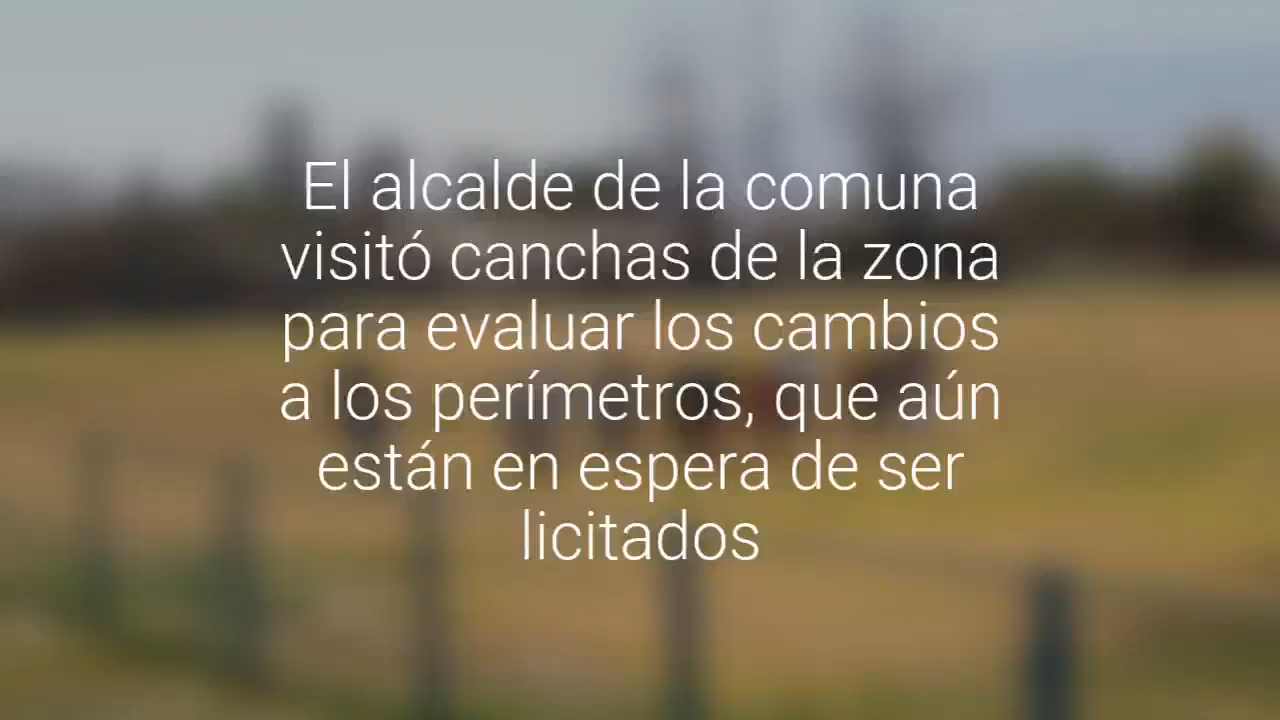 El alcalde de la comuna
visitó canchas de la zona
para evaluar los cambios
a los perímetros, que aún
están en espera de ser
licitados